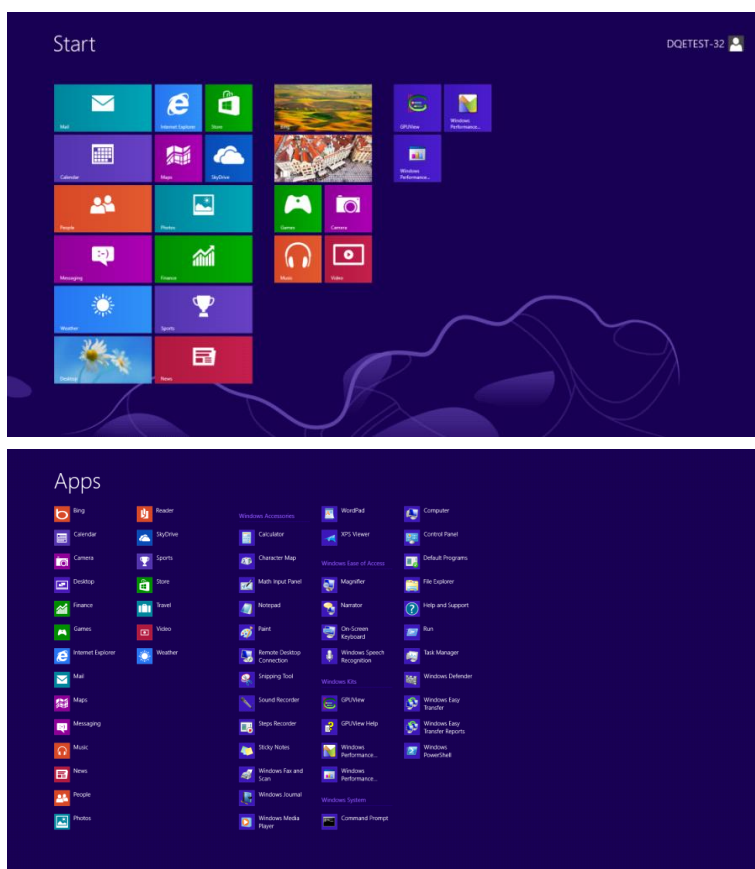 Start
DQETEST-32
Mail
Internet Explorer
Store
Calendar
Maps
SkyDrive
People
Photos
Messaging
Finance
Weather
Sports
Desktop
News
Bing
Games
Camera
Music
Video
GPUView
Windows
Performance...
Windows
Performance...
Apps
Bing
Calendar
Camera
Desktop
Finance
Games
Internet Explorer
Mail
Maps
Messaging
Music
News
People
Photos
Reader
SkyDrive
Sports
Store
Travel
Video
Weather
Windows Accessories
Calculator
Character Map
Math Input Panel
Notepad
Paint
Remote Desktop
Connection
Snipping Tool
Sound Recorder
Steps Recorder
Sticky Notes
Windows Fax and
Scan
Windows Journal
Windows Media
Player
WordPad
XPS Viewer
Windows Ease of Access
Magnifier
Narrator
On-Screen
Keyboard
Windows Speech
Recognition
Windows Kits
GPUView
GPUView Help
Windows
Performance...
Windows
Performance...
Windows System
Command Prompt
Computer
Control Panel
Default Programs
File Explorer
Help and Support
Run
Task Manager
Windows Defender
Windows Easy
Transfer
Windows Easy
Transfer Reports
Windows
PowerShell